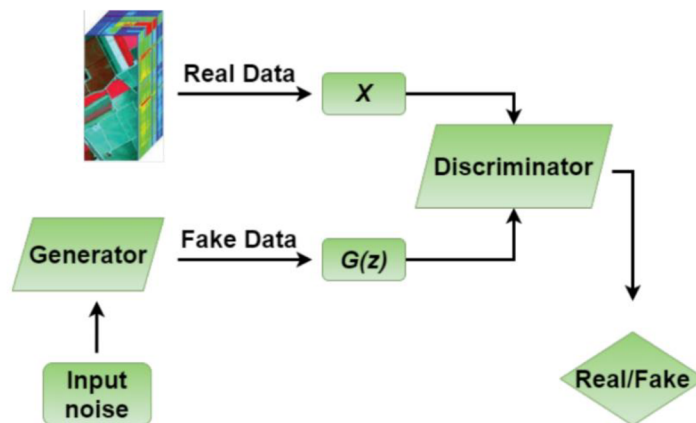 Real Data
X
Discriminator
Generator
Fake Data
G(z)
Input
noise
Real/Fake